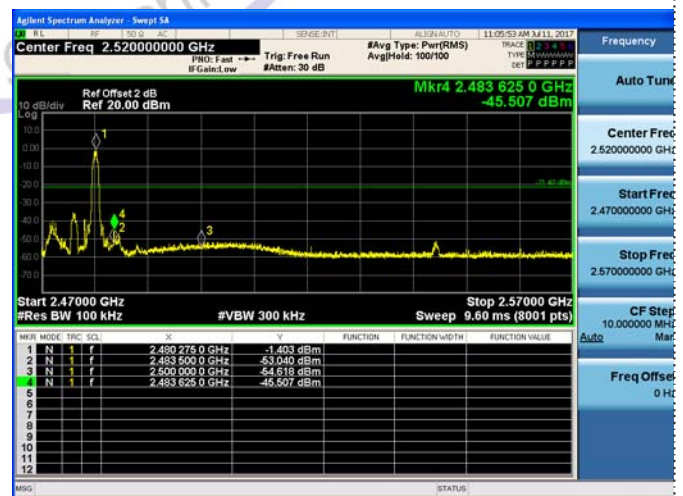 Agilent Spectrum Analyzer - Swept SA
RL RF 50 Ω AC SENSE:INT ALIGN AUTO 11:05:53 AM Jul 11, 2017
Center Freq 2.520000000 GHz #Avg Type: Pwr(RMS) TRACE 1 2 3 4 5 6
PNO: Fast Trig: Free Run Avg|Hold: 100/100 TYPE
IFGain:Low #Atten: 30 dB DET P P P P P P
Mkr4 2.483 625 0 GHz
-45.507 dBm
Ref Offset 2 dB
10 dB/div Ref 20.00 dBm
Log
10.0
0.00
-10.0
-20.0
-30.0
-40.0
-50.0
-60.0
-70.0
1
4
2
3
Start 2.47000 GHz Stop 2.57000 GHz
#Res BW 100 kHz #VBW 300 kHz Sweep 9.60 ms (8001 pts)
MKR MODE TRC SCL X Y FUNCTION FUNCTION WIDTH FUNCTION VALUE
1 N 1 f 2.480 275 0 GHz -1.403 dBm
2 N 1 f 2.483 500 0 GHz -53.040 dBm
3 N 1 f 2.500 000 0 GHz -54.618 dBm
4 N 1 f 2.483 625 0 GHz -45.507 dBm
5
6
7
8
9
10
11
12
MSG STATUS
Frequency
Auto Tune
Center Freq
2.520000000 GHz
Start Freq
2.470000000 GHz
Stop Freq
2.570000000 GHz
CF Step
10.000000 MHz
Auto Man
Freq Offset
0 Hz